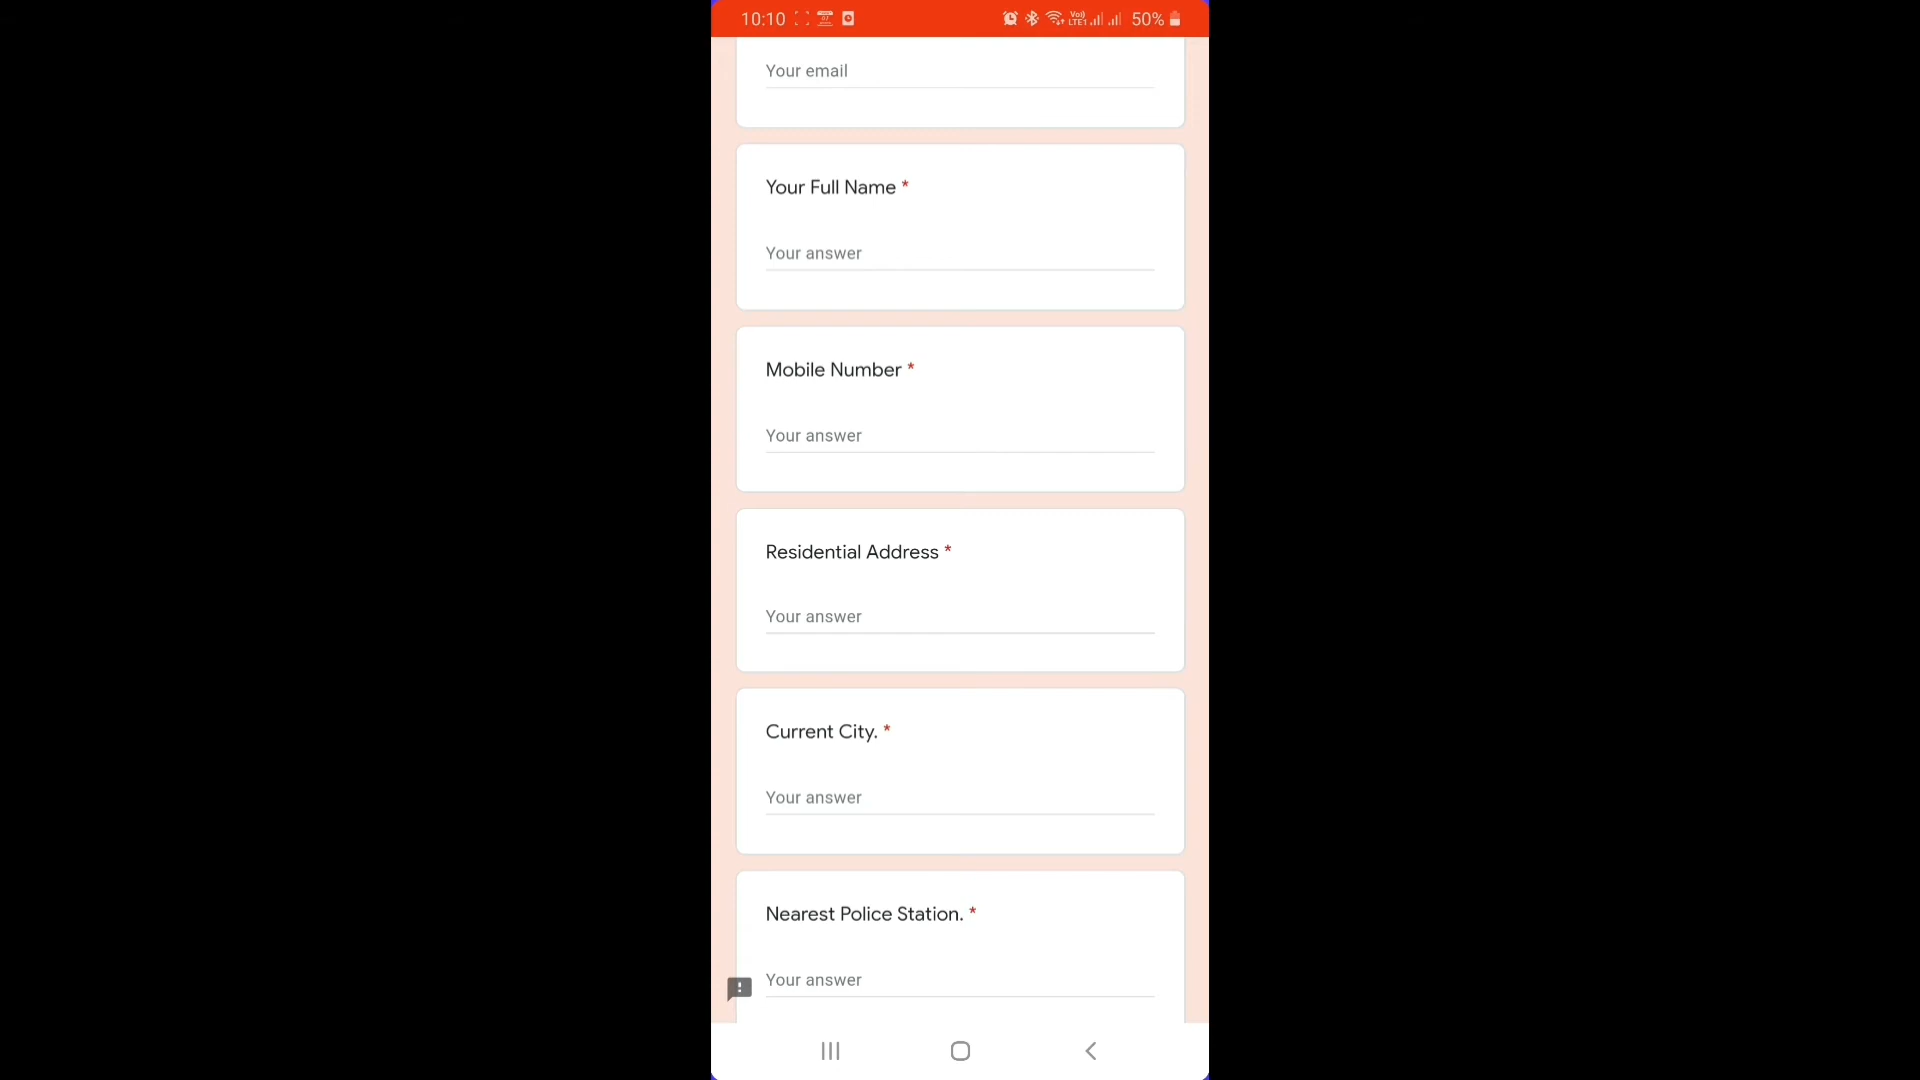 10:10 50%
Your email
Your Full Name *
Your answer
Mobile Number *
Your answer
Residential Address *
Your answer
Current City. *
Your answer
Nearest Police Station. *
Your answer